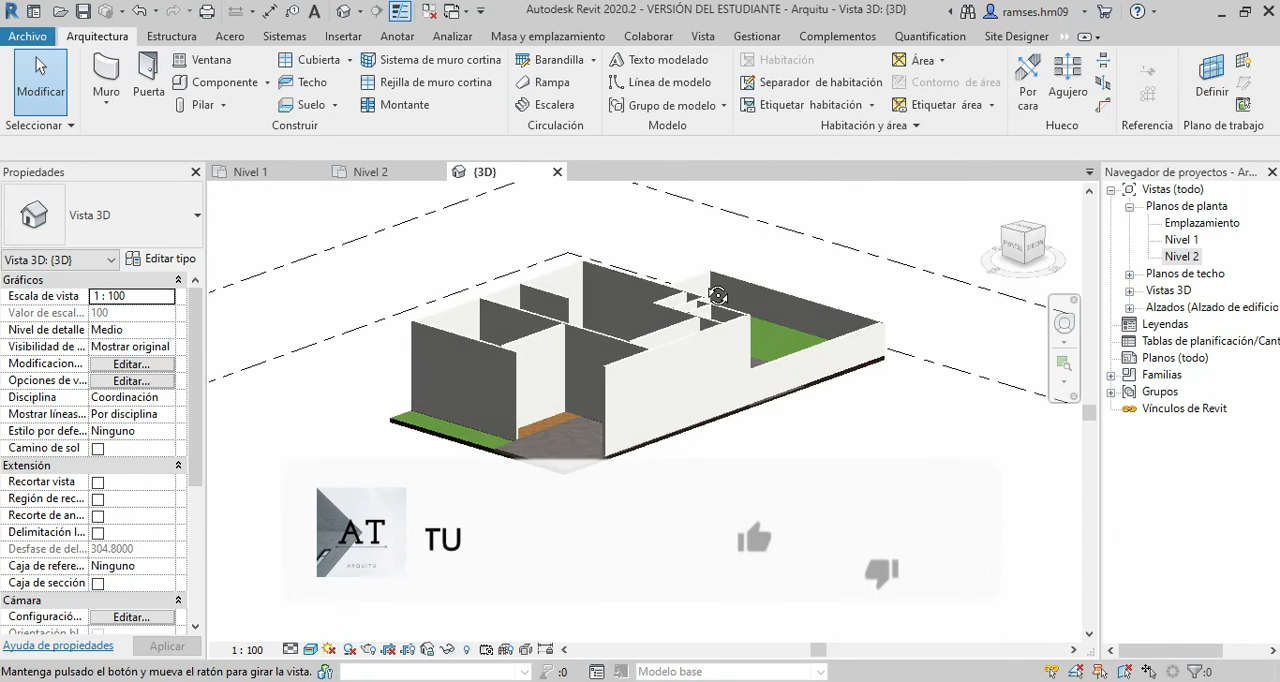 Autodesk Revit 2020.2 - VERSIÓN DEL ESTUDIANTE - Arquitu - Vista 3D: {3D}
ramses.hm09
Archivo Arquitectura Estructura Acero Sistemas Insertar Anotar Analizar Masa y emplazamiento Colaborar Vista Gestionar Complementos Quantification Site Designer
Modificar
Muro
Puerta
Ventana
Componente
Pilar
Cubierta
Techo
Suelo
Sistema de muro cortina
Rejilla de muro cortina
Montante
Barandilla
Rampa
Escalera
Texto modelado
Línea de modelo
Grupo de modelo
Habitación
Separador de habitación
Etiquetar habitación
Área
Contorno de área
Etiquetar área
Por cara
Agujero
Definir
Seleccionar Construir Circulación Modelo Habitación y área Hueco Referencia Plano de trabajo
Propiedades
Nivel 1 Nivel 2 {3D}
Navegador de proyectos - Ar...
Vista 3D
Vista 3D: {3D} Editar tipo
Gráficos
Escala de vista 1 : 100
Valor de escal... 100
Nivel de detalle Medio
Visibilidad de Mostrar original
Modificacion... Editar...
Opciones de v... Editar...
Disciplina Coordinación
Mostrar líneas... Por disciplina
Estilo por defe... Ninguno
Camino de sol
Extensión
Recortar vista
Región de rec...
Recorte de an...
Delimitación l...
Desfase de del... 304.8000
Caja de refere... Ninguno
Caja de sección
Cámara
Configuració... Editar...
Ayuda de propiedades Aplicar
Vistas (todo)
Planos de planta
Emplazamiento
Nivel 1
Nivel 2
Planos de techo
Vistas 3D
Alzados (Alzado de edificio
Leyendas
Tablas de planificación/Cant
Planos (todo)
Familias
Grupos
Vínculos de Revit
AT
ARQUITU
TU
1 : 100
Mantenga pulsado el botón y mueva el ratón para girar la vista.
:0
Modelo base
:0